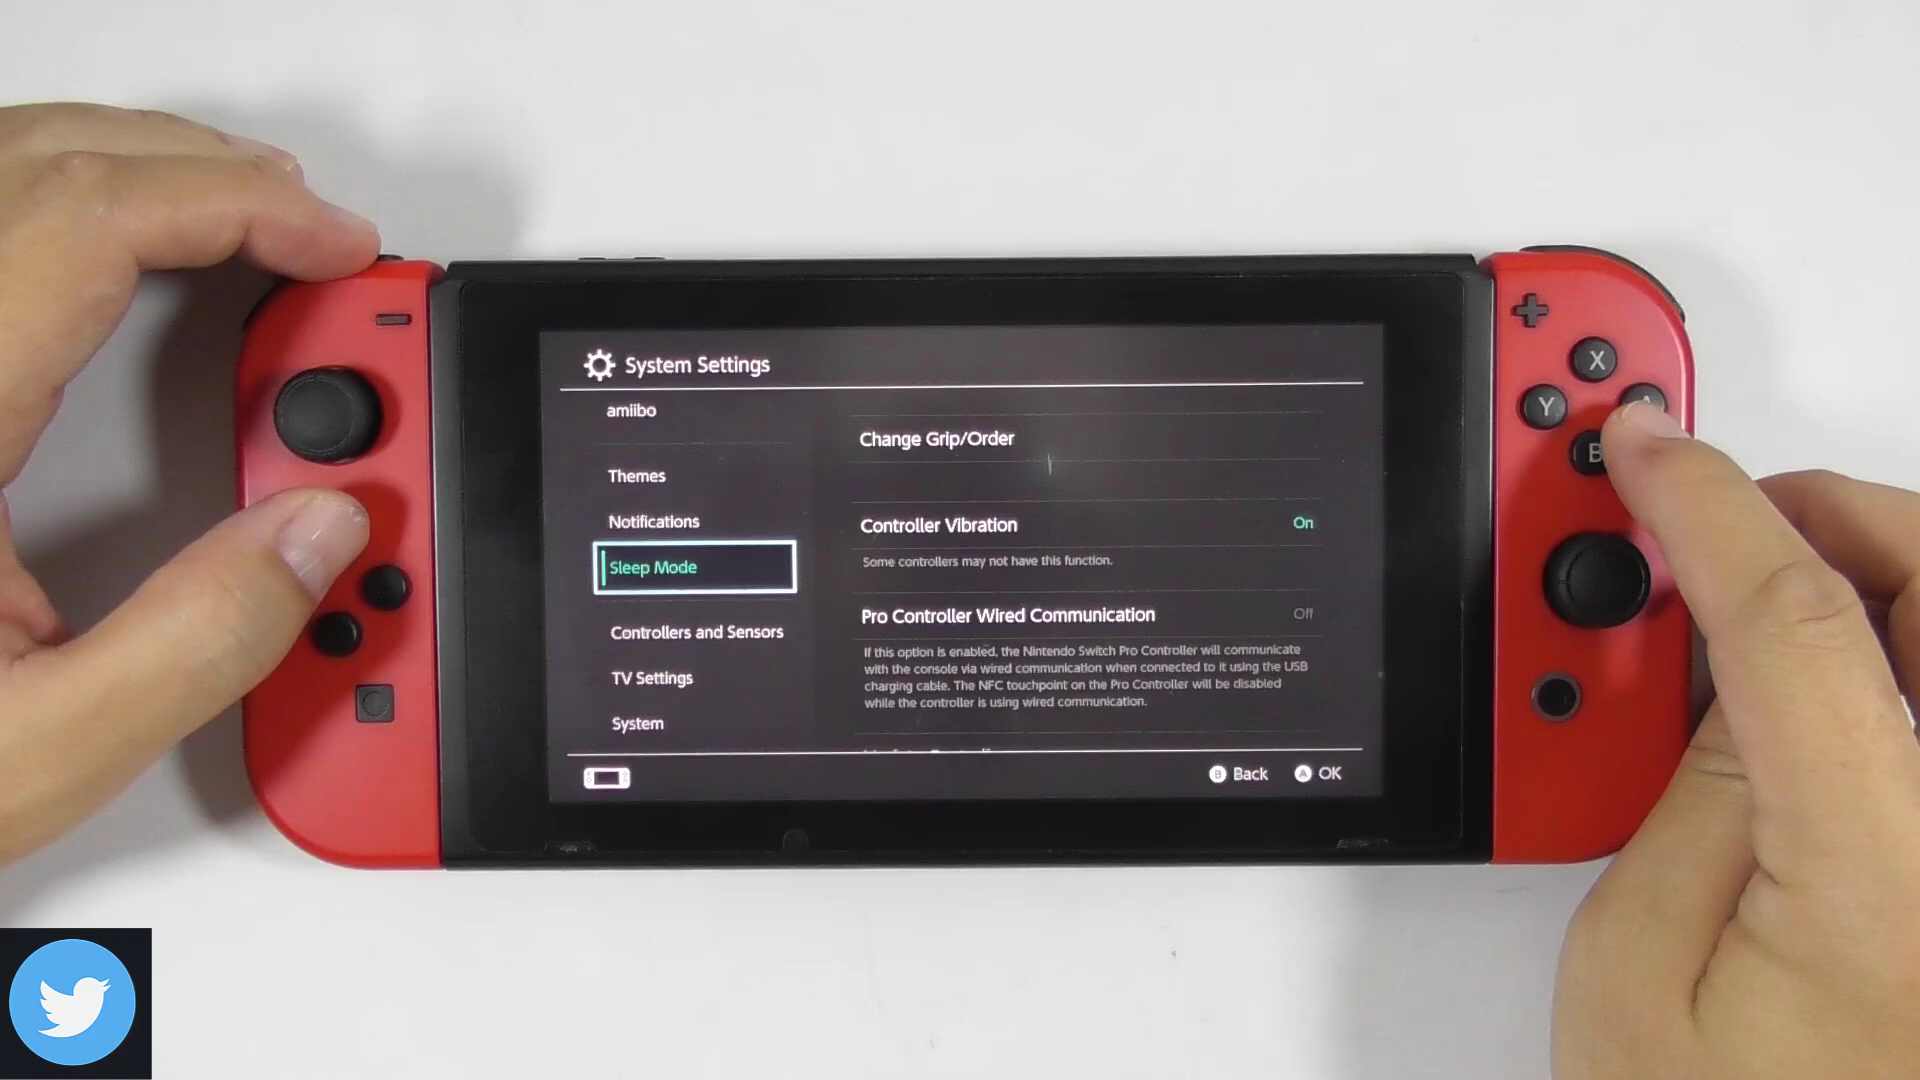 System Settings
amiibo
Themes
Notifications
Sleep Mode
Controllers and Sensors
TV Settings
System
Change Grip/Order
Controller Vibration On
Some controllers may not have this function.
Pro Controller Wired Communication Off
If this option is enabled, the Nintendo Switch Pro Controller will communicate
with the console via wired communication when connected to it using the USB
charging cable. The NFC touchpoint on the Pro Controller will be disabled
while the controller is using wired communication.
B Back A OK
X
Y
A
B